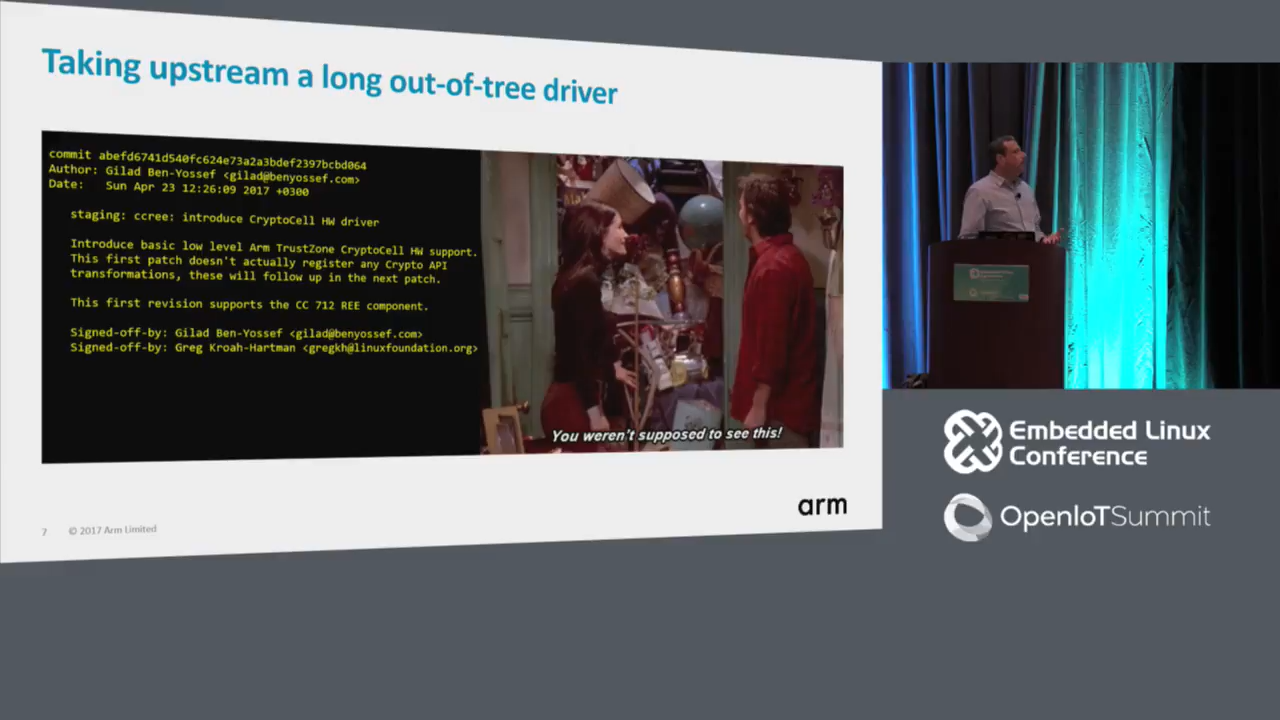 Taking upstream a long out-of-tree driver
commit abefd6741d540fc624e73a2a3bdef2397bcbd064
Author: Gilad Ben-Yossef <gilad@benyossef.com>
Date: Sun Apr 23 12:26:09 2017 +0300
staging: ccree: introduce CryptoCell HW driver
Introduce basic low level Arm TrustZone CryptoCell HW support.
This first patch doesn't actually register any Crypto API
transformations, these will follow up in the next patch.
This first revision supports the CC 712 REE component.
Signed-off-by: Gilad Ben-Yossef <gilad@benyossef.com>
Signed-off-by: Greg Kroah-Hartman <gregkh@linuxfoundation.org>
You weren't supposed to see this!
arm
7 © 2017 Arm Limited
Embedded Linux
Conference
OpenIoTSummit